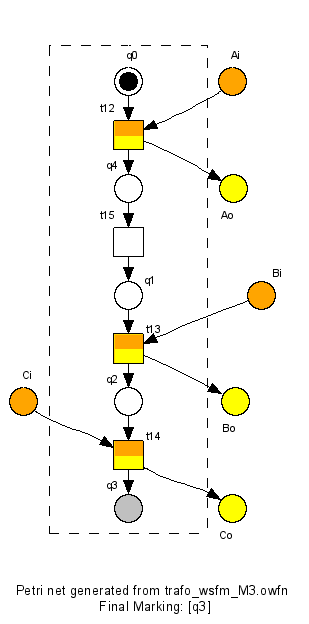 q0
Ai
t12
q4
Ao
t15
q1
Bi
t13
q2
Ci
Bo
t14
q3
Co
Petri net generated from trafo_wsfm_M3.owfn
Final Marking: [q3]